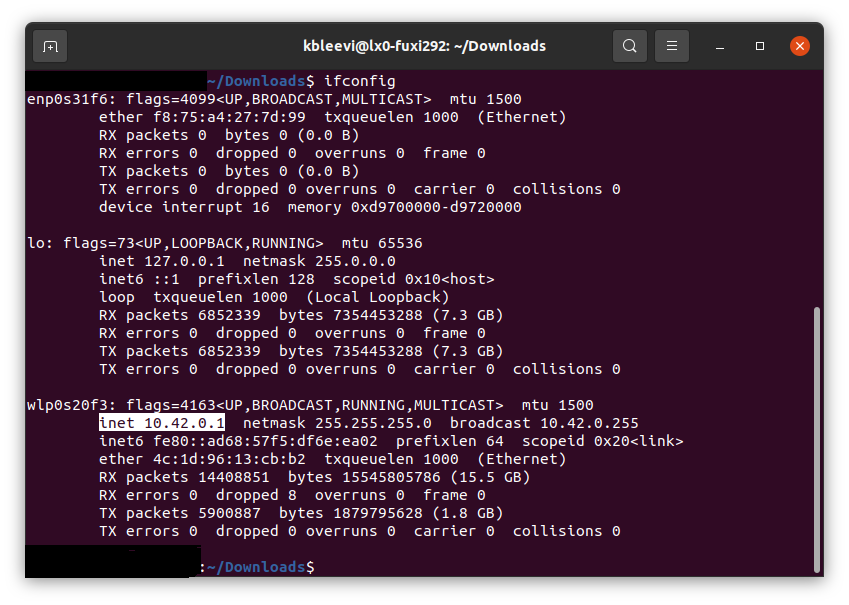 kbleevi@lx0-fuxi292: ~/Downloads
~/Downloads$ ifconfig
enp0s31f6: flags=4099<UP,BROADCAST,MULTICAST>  mtu 1500
        ether f8:75:a4:27:7d:99  txqueuelen 1000  (Ethernet)
        RX packets 0  bytes 0 (0.0 B)
        RX errors 0  dropped 0  overruns 0  frame 0
        TX packets 0  bytes 0 (0.0 B)
        TX errors 0  dropped 0 overruns 0  carrier 0  collisions 0
        device interrupt 16  memory 0xd9700000-d9720000
lo: flags=73<UP,LOOPBACK,RUNNING>  mtu 65536
        inet 127.0.0.1  netmask 255.0.0.0
        inet6 ::1  prefixlen 128  scopeid 0x10<host>
        loop  txqueuelen 1000  (Local Loopback)
        RX packets 6852339  bytes 7354453288 (7.3 GB)
        RX errors 0  dropped 0  overruns 0  frame 0
        TX packets 6852339  bytes 7354453288 (7.3 GB)
        TX errors 0  dropped 0 overruns 0  carrier 0  collisions 0
wlp0s20f3: flags=4163<UP,BROADCAST,RUNNING,MULTICAST>  mtu 1500
        inet 10.42.0.1  netmask 255.255.255.0  broadcast 10.42.0.255
        inet6 fe80::ad68:57f5:df6e:ea02  prefixlen 64  scopeid 0x20<link>
        ether 4c:1d:96:13:cb:b2  txqueuelen 1000  (Ethernet)
        RX packets 14408851  bytes 15545805786 (15.5 GB)
        RX errors 0  dropped 8  overruns 0  frame 0
        TX packets 5900887  bytes 1879795628 (1.8 GB)
        TX errors 0  dropped 0 overruns 0  carrier 0  collisions 0
:~/Downloads$